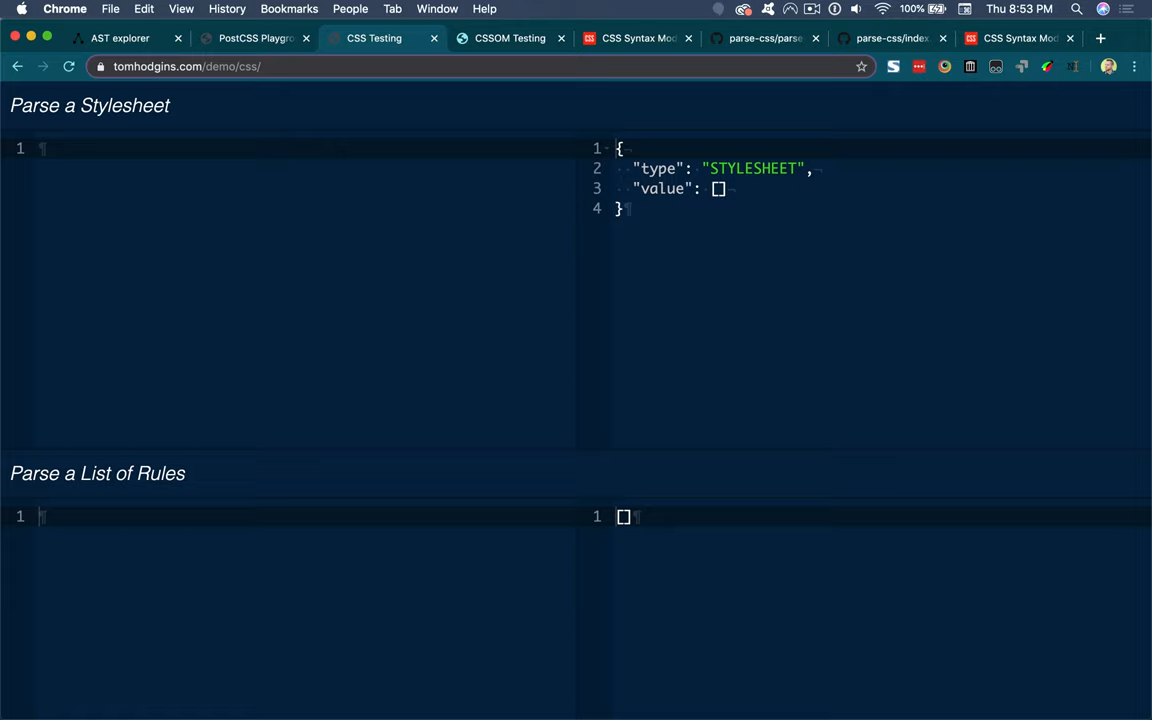 Chrome File Edit View History Bookmarks People Tab Window Help 100% Thu 8:53 PM
AST explorer PostCSS Playgro CSS Testing CSSOM Testing CSS CSS Syntax Mod parse-css/parse parse-css/index. CSS CSS Syntax Mod
tomhodgins.com/demo/css/
Parse a Stylesheet
1 ¶
1 {
2 "type": "STYLESHEET",
3 "value": []
4 } ¶
Parse a List of Rules
1 ¶
1 [] ¶